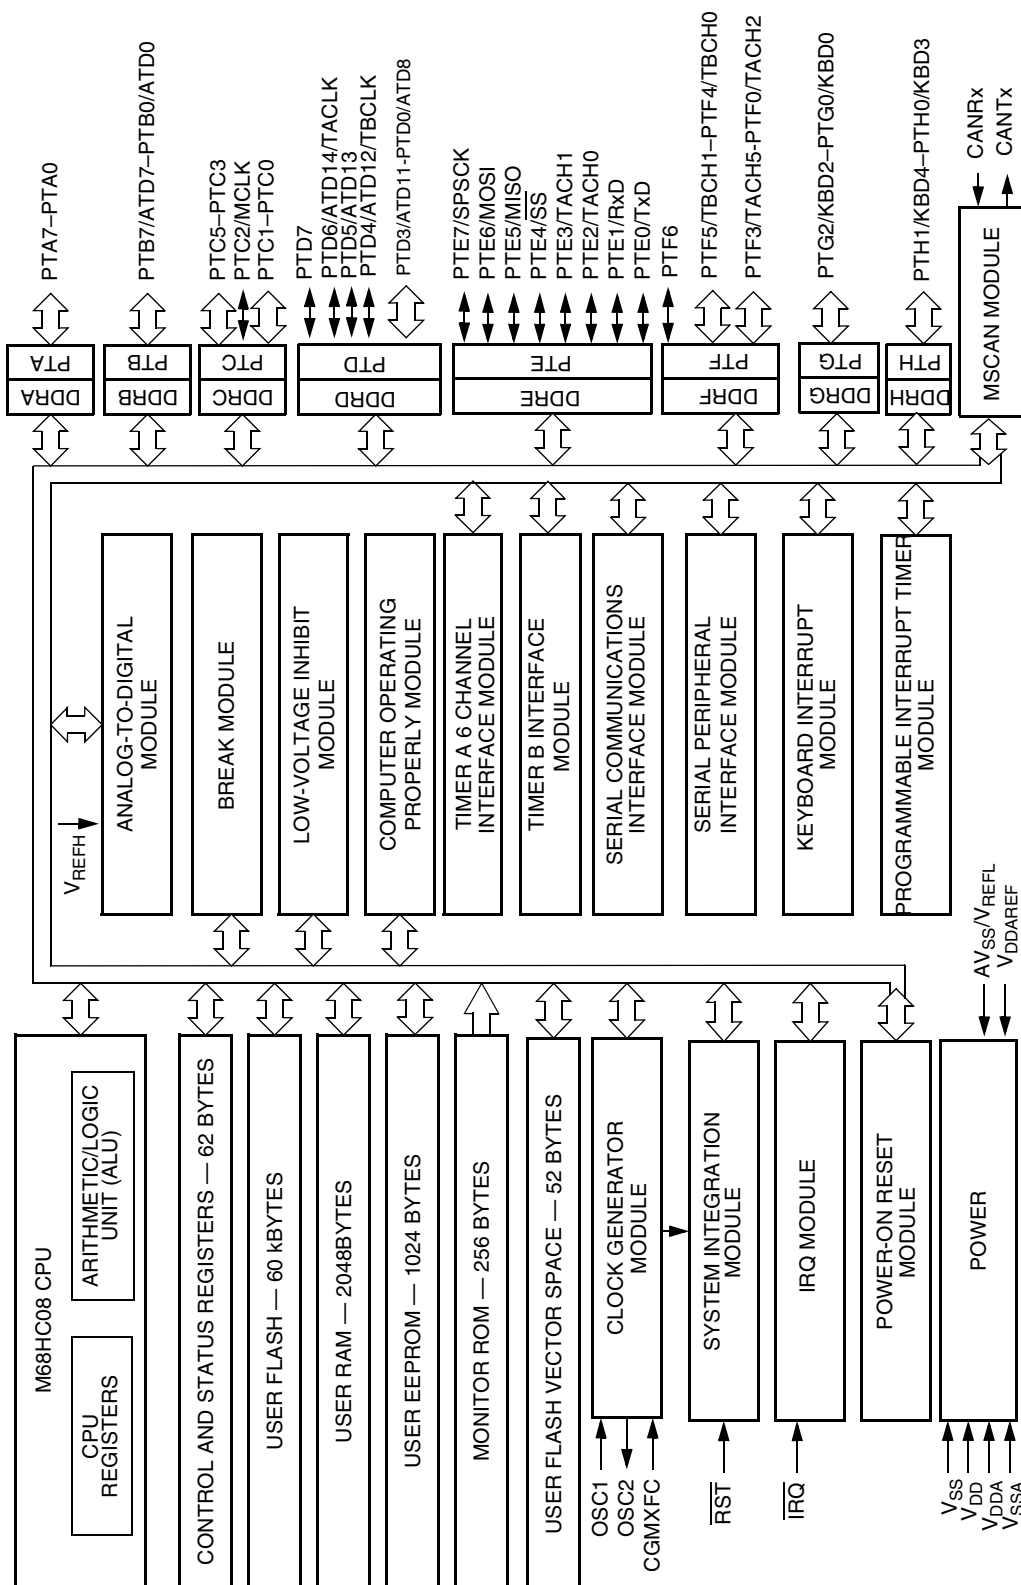 M68HC08 CPU
CPU
REGISTERS
ARITHMETIC/LOGIC
UNIT (ALU)
CONTROL AND STATUS REGISTERS — 62 BYTES
USER FLASH — 60 kBYTES
USER RAM — 2048BYTES
USER EEPROM — 1024 BYTES
MONITOR ROM — 256 BYTES
USER FLASH VECTOR SPACE — 52 BYTES
OSC1
OSC2
CGMXFC
CLOCK GENERATOR
MODULE
RST
SYSTEM INTEGRATION
MODULE
IRQ
IRQ MODULE
POWER-ON RESET
MODULE
VSS
VDD
VDDA
VSSA
POWER
AVSS/VREFL
VDDAREF
VREFH
ANALOG-TO-DIGITAL
MODULE
BREAK MODULE
LOW-VOLTAGE INHIBIT
MODULE
COMPUTER OPERATING
PROPERLY MODULE
TIMER A 6 CHANNEL
INTERFACE MODULE
TIMER B INTERFACE
MODULE
SERIAL COMMUNICATIONS
INTERFACE MODULE
SERIAL PERIPHERAL
INTERFACE MODULE
KEYBOARD INTERRUPT
MODULE
PROGRAMMABLE INTERRUPT TIMER
MODULE
DDRA
PTA
PTA7–PTA0
DDRB
PTB
PTB7/ATD7–PTB0/ATD0
DDRC
PTC
PTC5–PTC3
PTC2/MCLK
PTC1–PTC0
DDRD
PTD
PTD7
PTD6/ATD14/TACLK
PTD5/ATD13
PTD4/ATD12/TBCLK
PTD3/ATD11-PTD0/ATD8
DDRE
PTE
PTE7/SPSCK
PTE6/MOSI
PTE5/MISO
PTE4/SS
PTE3/TACH1
PTE2/TACH0
PTE1/RxD
PTE0/TxD
DDRF
PTF
PTF6
PTF5/TBCH1–PTF4/TBCH0
PTF3/TACH5-PTF0/TACH2
DDRG
PTG
PTG2/KBD2–PTG0/KBD0
DDRH
PTH
PTH1/KBD4–PTH0/KBD3
MSCAN MODULE
CANRx
CANTx